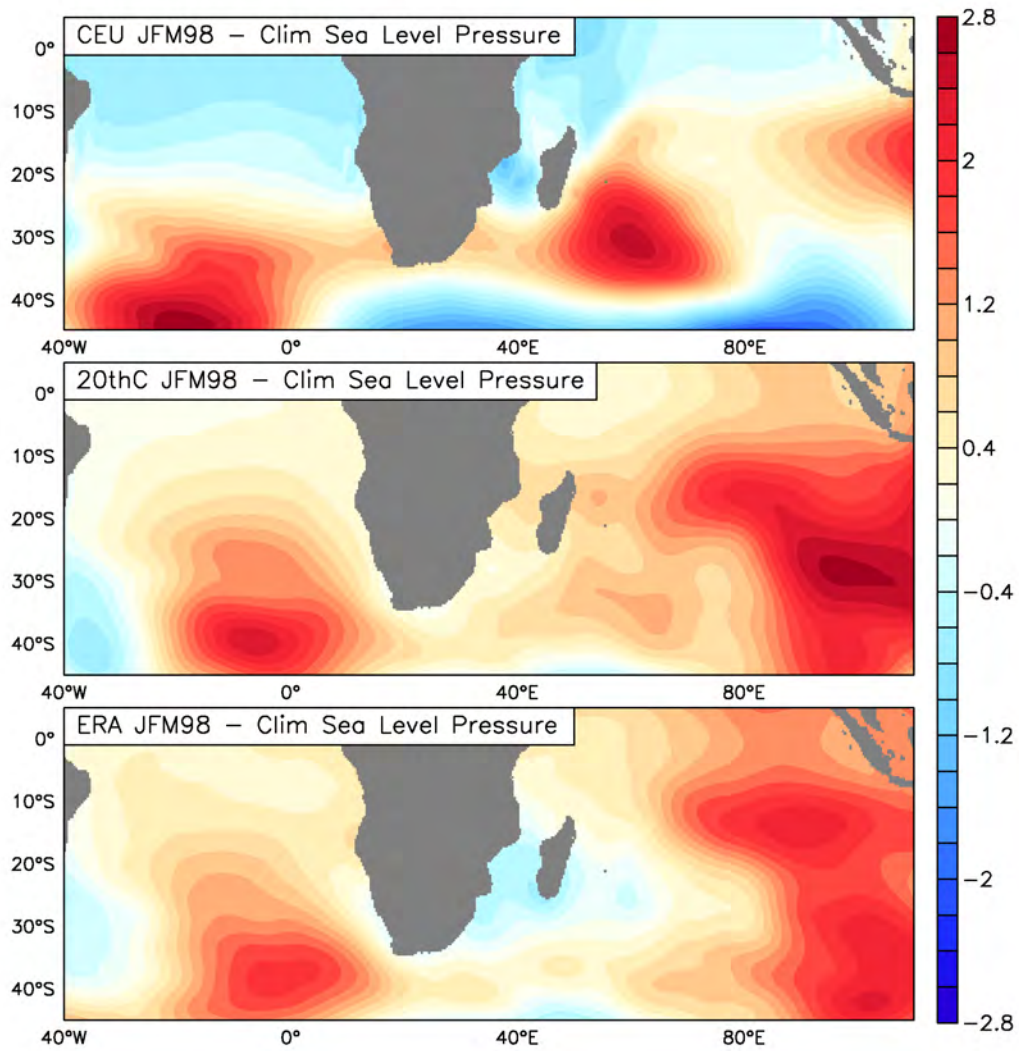 CEU JFM98 – Clim Sea Level Pressure
0°
10°S
20°S
30°S
40°S
40°W 0° 40°E 80°E
20thC JFM98 – Clim Sea Level Pressure
0°
10°S
20°S
30°S
40°S
40°W 0° 40°E 80°E
ERA JFM98 – Clim Sea Level Pressure
0°
10°S
20°S
30°S
40°S
40°W 0° 40°E 80°E
2.8
2
1.2
0.4
−0.4
−1.2
−2
−2.8